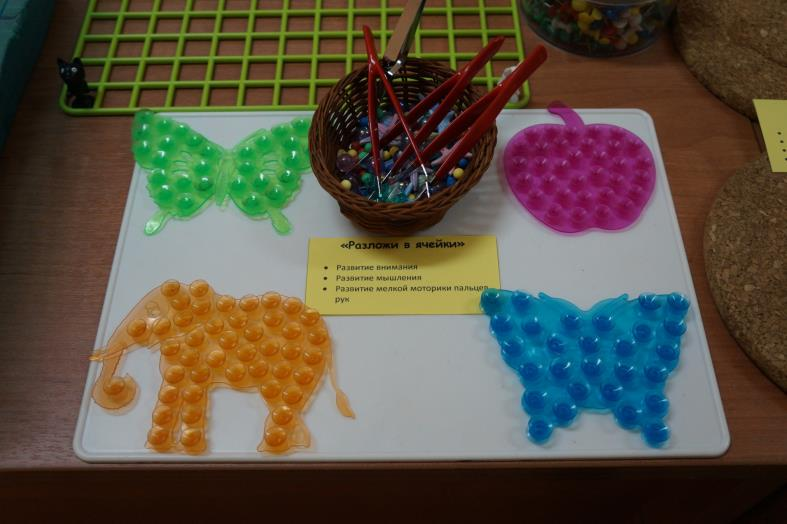 «Разложи в ячейки»
• Развитие внимания
• Развитие мышления
• Развитие мелкой моторики пальцев
рук